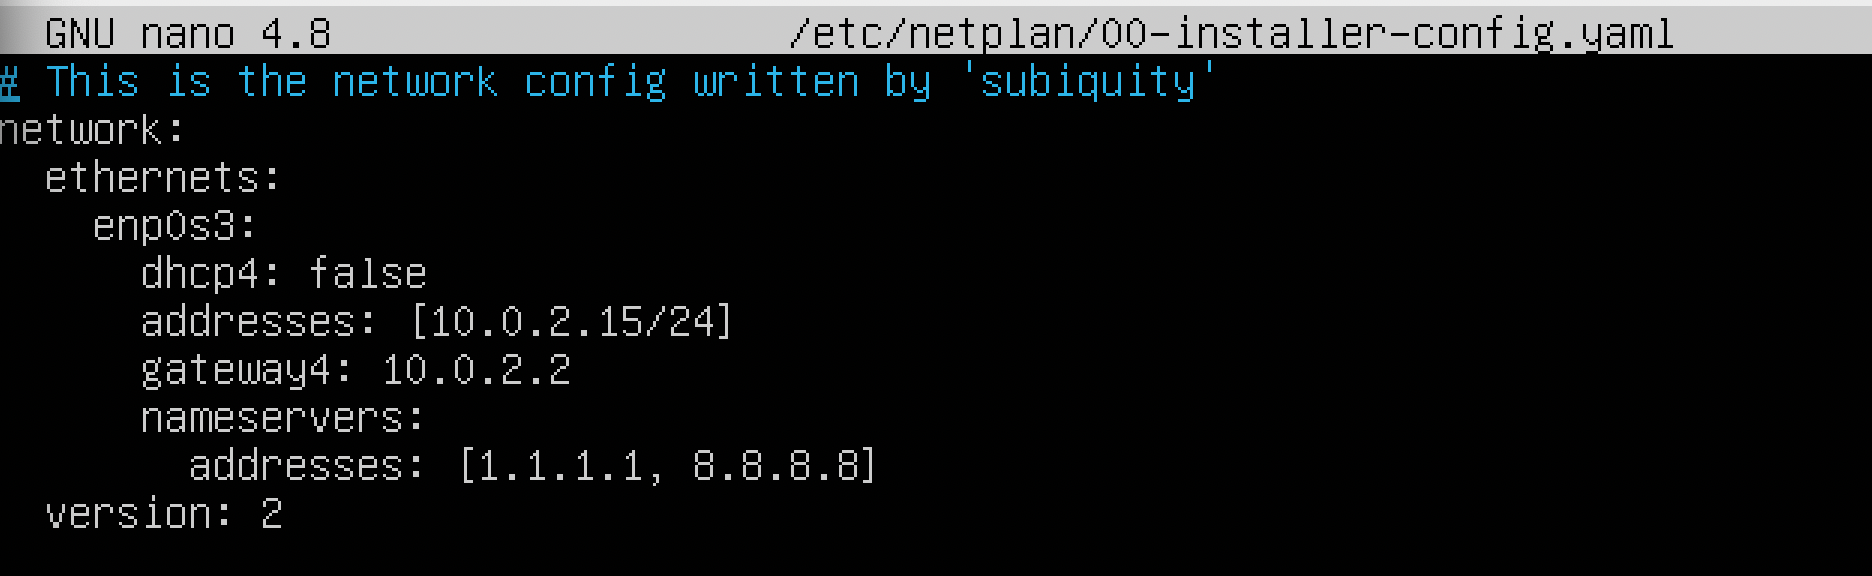 GNU nano 4.8 /etc/netplan/00-installer-config.yaml
# This is the network config written by 'subiquity'
network:
  ethernets:
    enp0s3:
      dhcp4: false
      addresses: [10.0.2.15/24]
      gateway4: 10.0.2.2
      nameservers:
        addresses: [1.1.1.1, 8.8.8.8]
  version: 2